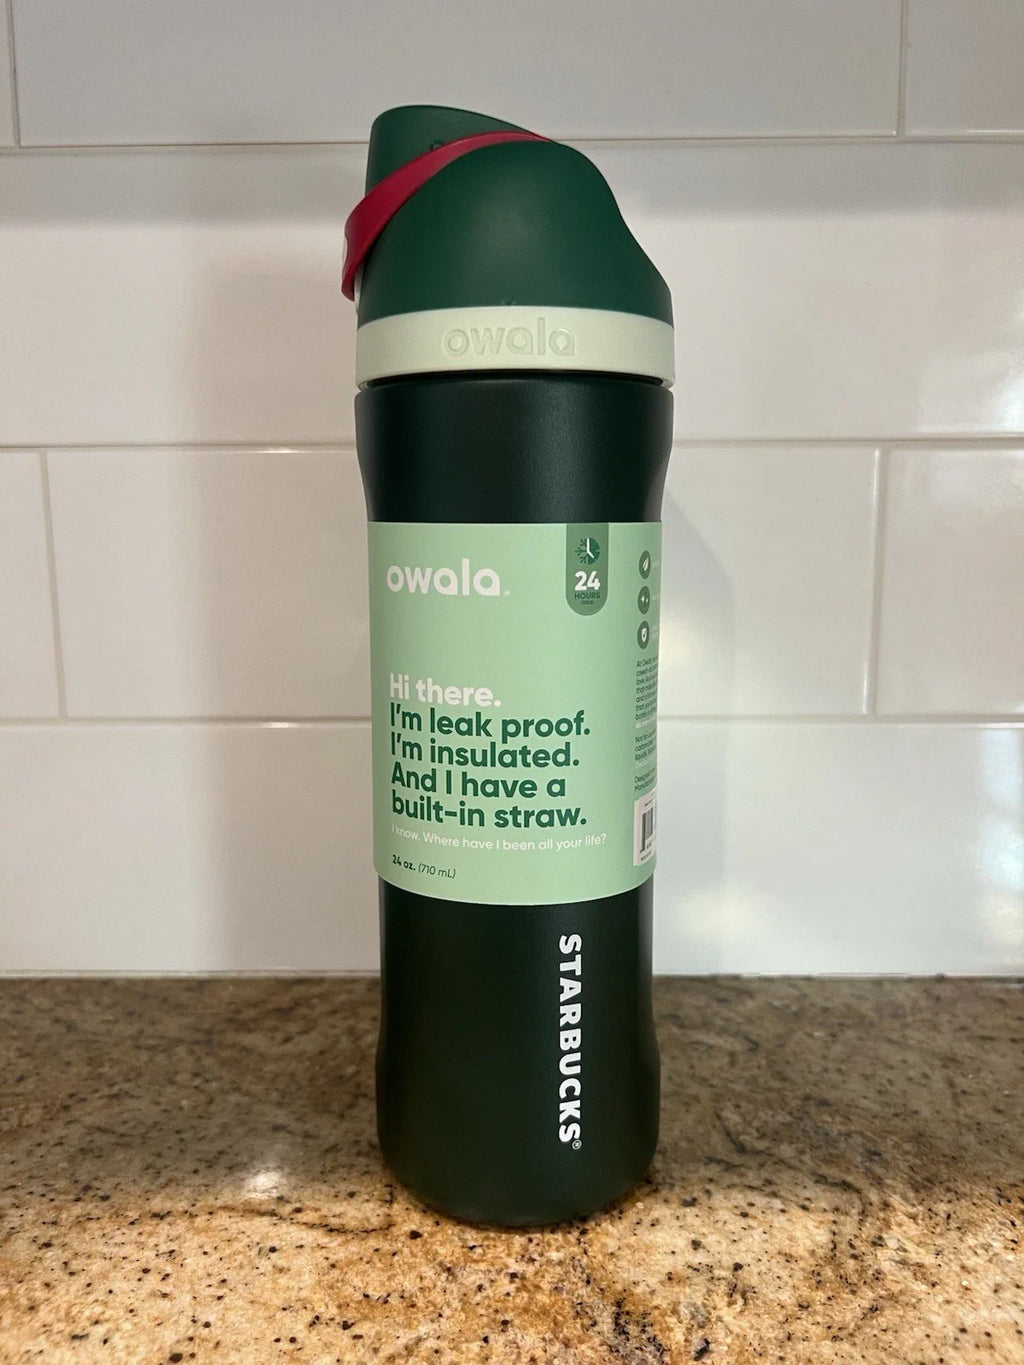 owala
owala
24
HOURS
COLD
Hi there.
I'm leak proof.
I'm insulated.
And I have a
built-in straw.
I know. Where have I been all your life?
24 oz. (710 mL)
STARBUCKS®